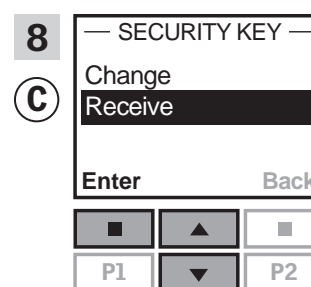 8
— SECURITY KEY —
C
Change
Receive
Enter Back
P1 P2